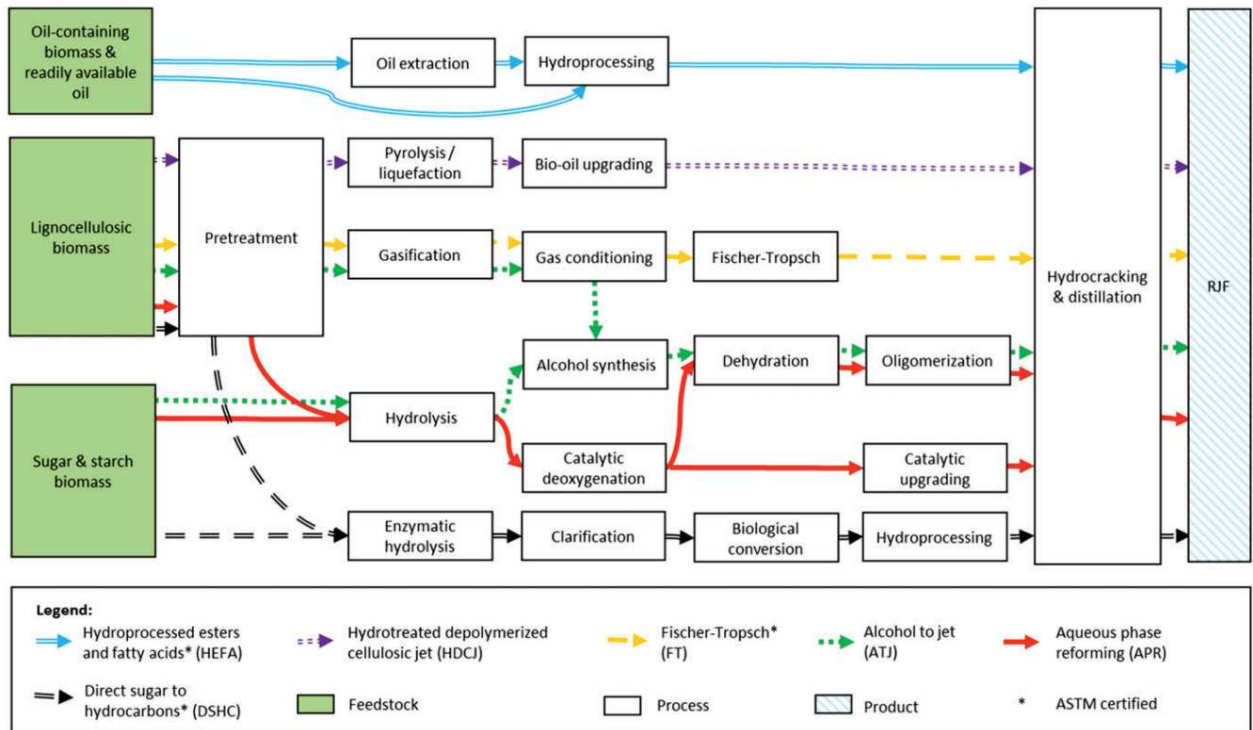 Oil-containing
biomass &
readily available
oil
Oil extraction
Hydroprocessing
Lignocellulosic
biomass
Pretreatment
Pyrolysis /
liquefaction
Bio-oil upgrading
Gasification
Gas conditioning
Fischer-Tropsch
Hydrocracking
& distillation
RJF
Alcohol synthesis
Dehydration
Oligomerization
Sugar & starch
biomass
Hydrolysis
Catalytic
deoxygenation
Catalytic
upgrading
Enzymatic
hydrolysis
Clarification
Biological
conversion
Hydroprocessing
Legend:
Hydroprocessed esters
and fatty acids* (HEFA)
Hydrotreated depolymerized
cellulosic jet (HDCJ)
Fischer-Tropsch*
(FT)
Alcohol to jet
(ATJ)
Aqueous phase
reforming (APR)
Direct sugar to
hydrocarbons* (DSHC)
Feedstock
Process
Product
* ASTM certified